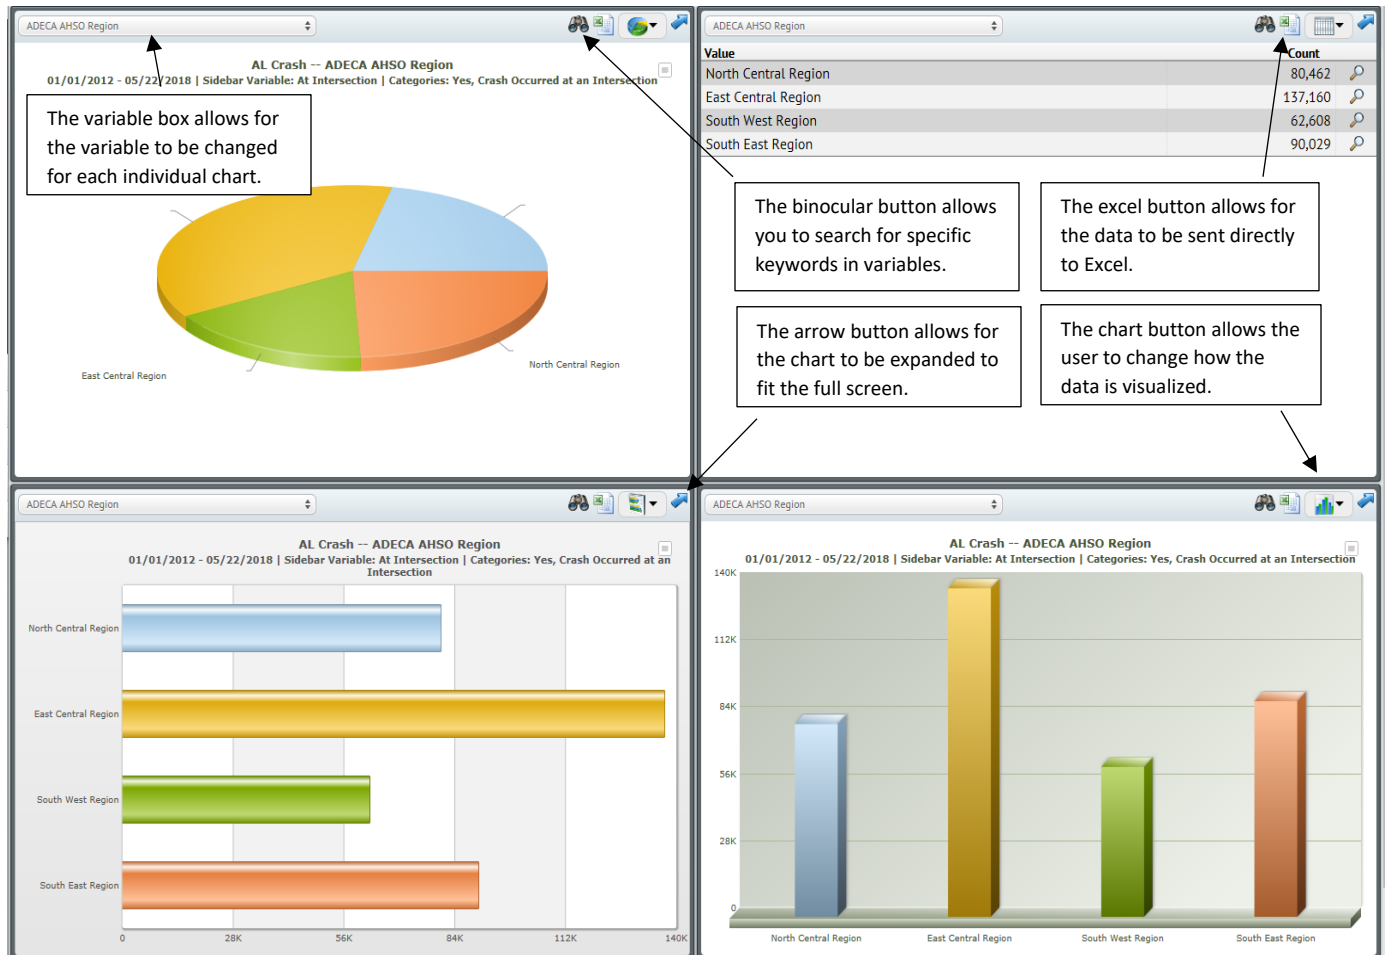 ADECA AHSO Region
AL Crash -- ADECA AHSO Region
01/01/2012 - 05/22/2018 | Sidebar Variable: At Intersection | Categories: Yes, Crash Occurred at an Intersection
The variable box allows for
the variable to be changed
for each individual chart.
East Central Region
North Central Region
ADECA AHSO Region
Value Count
North Central Region 80,462
East Central Region 137,160
South West Region 62,608
South East Region 90,029
The binocular button allows
you to search for specific
keywords in variables.
The excel button allows for
the data to be sent directly
to Excel.
The arrow button allows for
the chart to be expanded to
fit the full screen.
The chart button allows the
user to change how the
data is visualized.
ADECA AHSO Region
AL Crash -- ADECA AHSO Region
01/01/2012 - 05/22/2018 | Sidebar Variable: At Intersection | Categories: Yes, Crash Occurred at an
Intersection
North Central Region
East Central Region
South West Region
South East Region
0 28K 56K 84K 112K 140K
ADECA AHSO Region
AL Crash -- ADECA AHSO Region
01/01/2012 - 05/22/2018 | Sidebar Variable: At Intersection | Categories: Yes, Crash Occurred at an Intersection
140K
112K
84K
56K
28K
0
North Central Region East Central Region South West Region South East Region